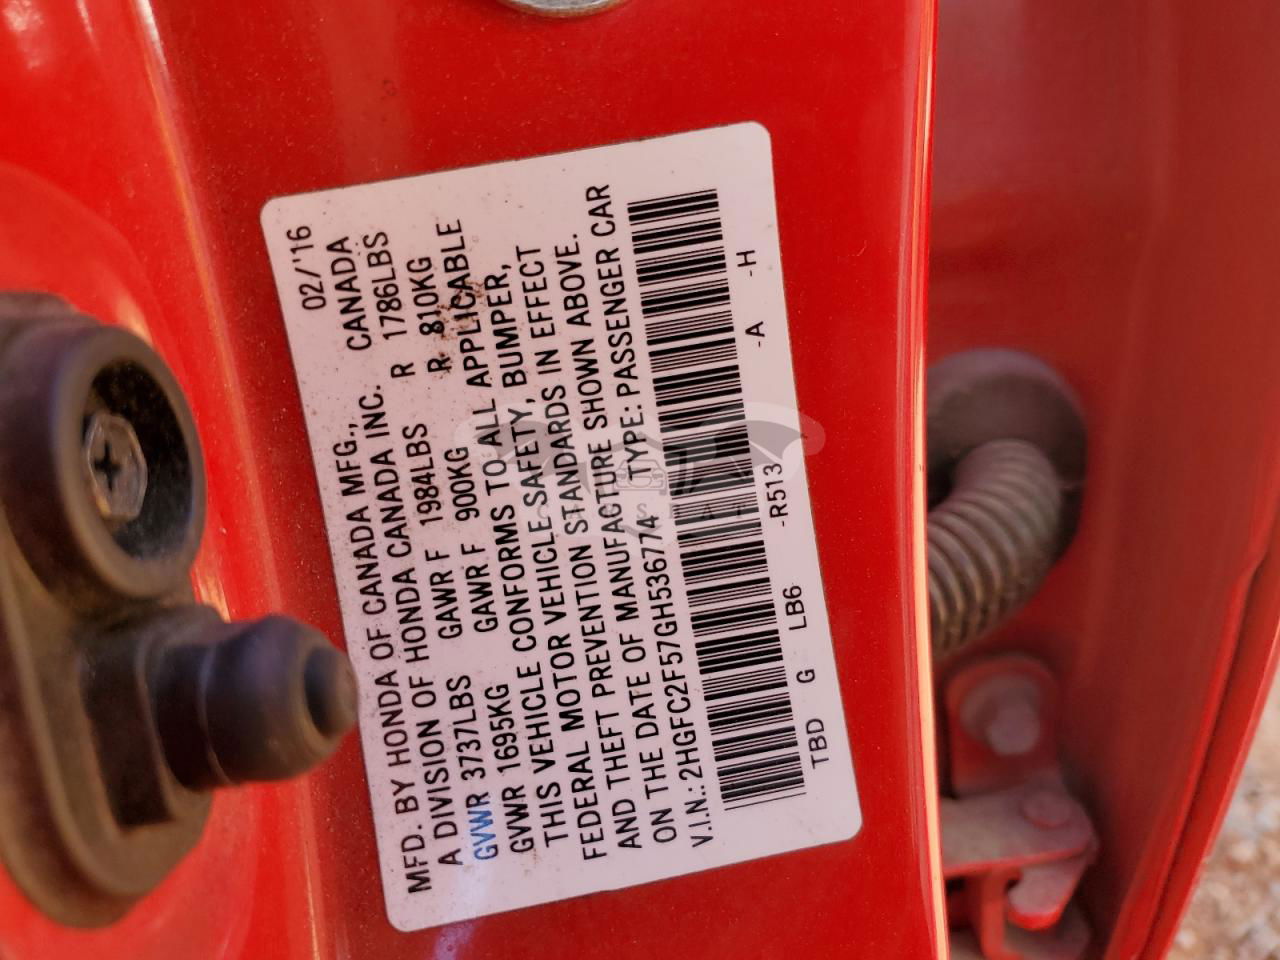 MFD. BY HONDA OF CANADA MFG., CANADA 02/'16
A DIVISION OF HONDA CANADA INC.
GVWR 3737LBS GAWR F 1984LBS R 1786LBS
GVWR 1695KG GAWR F 900KG R 810KG
THIS VEHICLE CONFORMS TO ALL APPLICABLE
FEDERAL MOTOR VEHICLE SAFETY, BUMPER,
AND THEFT PREVENTION STANDARDS IN EFFECT
ON THE DATE OF MANUFACTURE SHOWN ABOVE.
V.I.N.: 2HGFC2F57GH536774 TYPE: PASSENGER CAR
TBD G LB6 -R513 -A -H